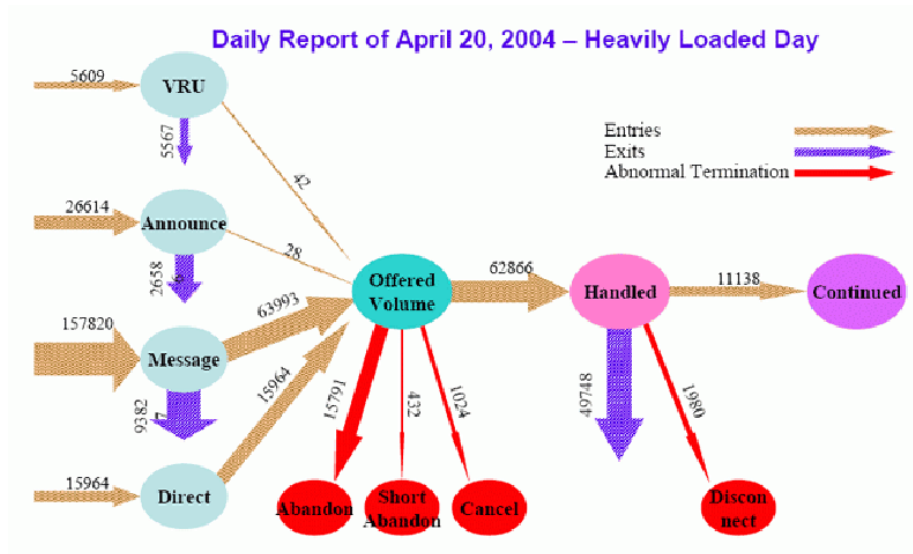 Daily Report of April 20, 2004 – Heavily Loaded Day
5609
VRU
5567
42
Entries
Exits
Abnormal Termination
26614
Announce
2658
6
28
Offered
Volume
62866
Handled
11138
Continued
157820
Message
63993
9382
7
15964
15791
432
1024
49748
1980
15964
Direct
Abandon
Short
Abandon
Cancel
Discon
nect